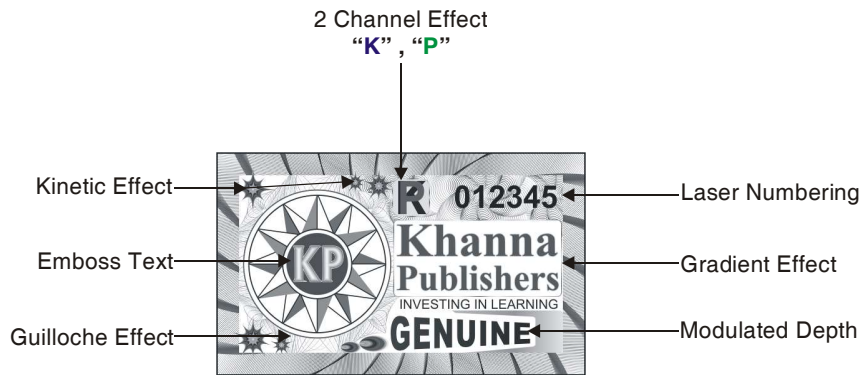 2 Channel Effect
“K” , “P”
Kinetic Effect
Emboss Text
Guilloche Effect
K 012345
KP
Khanna
Publishers
INVESTING IN LEARNING
GENUINE
Laser Numbering
Gradient Effect
Modulated Depth